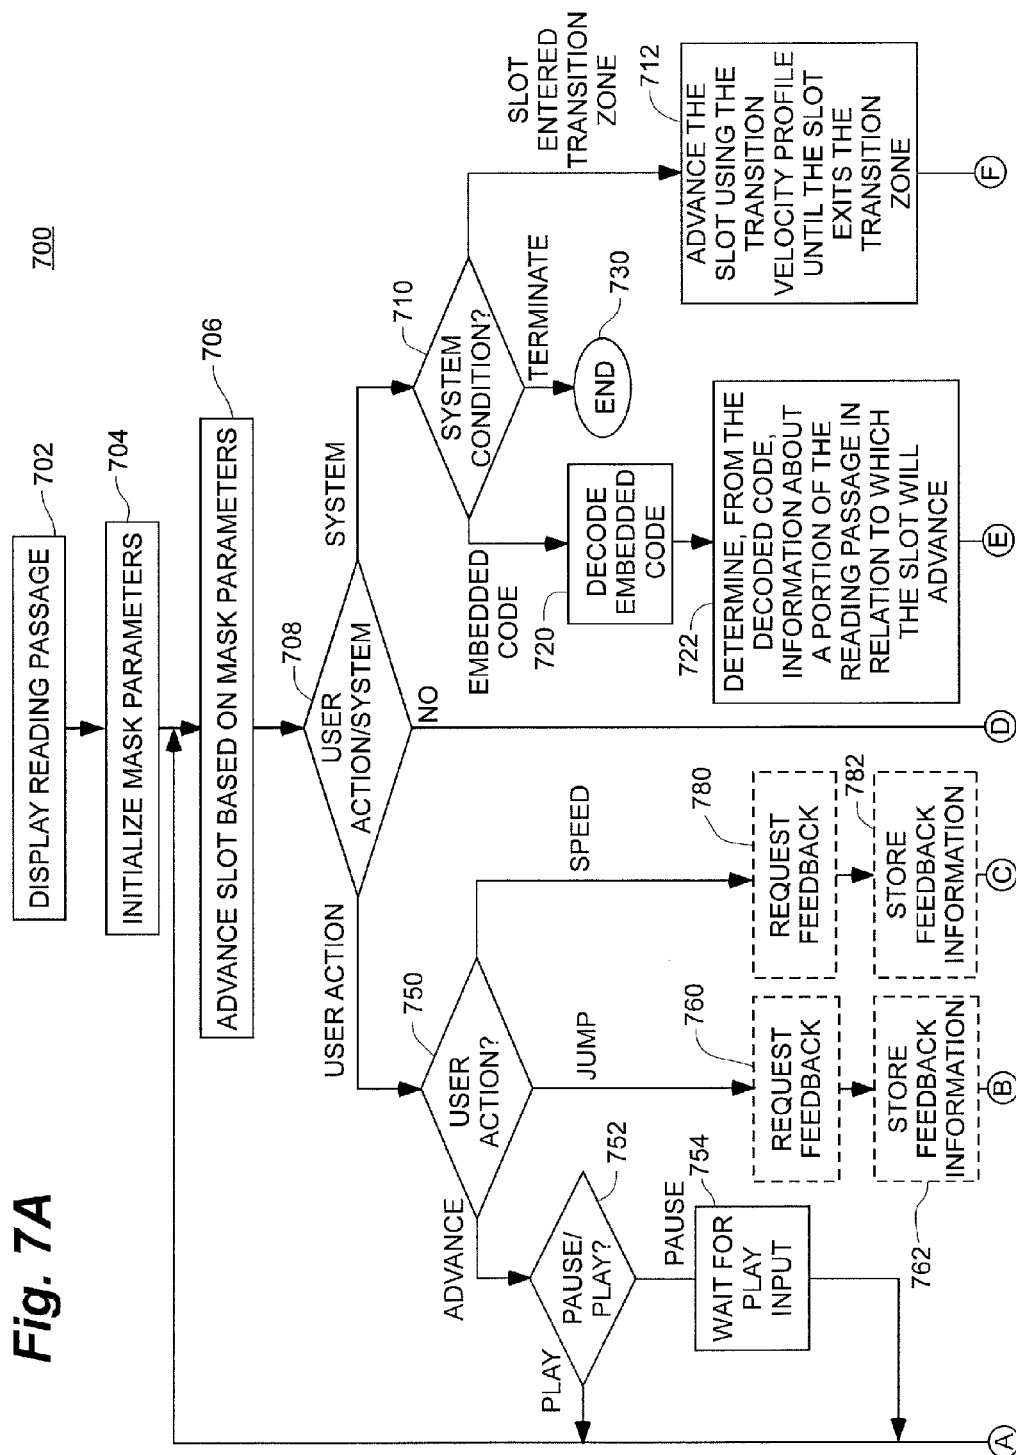 Fig. 7A
700
DISPLAY READING PASSAGE
702
INITIALIZE MASK PARAMETERS
704
ADVANCE SLOT BASED ON MASK PARAMETERS
706
USER
ACTION/SYSTEM
708
USER ACTION
SYSTEM
NO
USER
ACTION?
750
ADVANCE
JUMP
SPEED
PAUSE/
PLAY?
752
PLAY
PAUSE
WAIT FOR
PLAY
INPUT
754
REQUEST
FEEDBACK
760
STORE
FEEDBACK
INFORMATION
762
REQUEST
FEEDBACK
780
STORE
FEEDBACK
INFORMATION
782
SYSTEM
CONDITION?
710
EMBEDDED
CODE
TERMINATE
SLOT
ENTERED
TRANSITION
ZONE
DECODE
EMBEDDED
CODE
720
END
730
DETERMINE, FROM THE
DECODED CODE,
INFORMATION ABOUT
A PORTION OF THE
READING PASSAGE IN
RELATION TO WHICH
THE SLOT WILL
ADVANCE
722
ADVANCE THE
SLOT USING THE
TRANSITION
VELOCITY PROFILE
UNTIL THE SLOT
EXITS THE
TRANSITION
ZONE
712
A
B
C
D
E
F